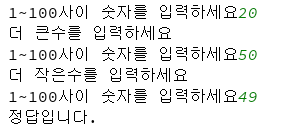 1~100사이 숫자를 입력하세요20
더 큰수를 입력하세요
1~100사이 숫자를 입력하세요50
더 작은수를 입력하세요
1~100사이 숫자를 입력하세요49
정답입니다.